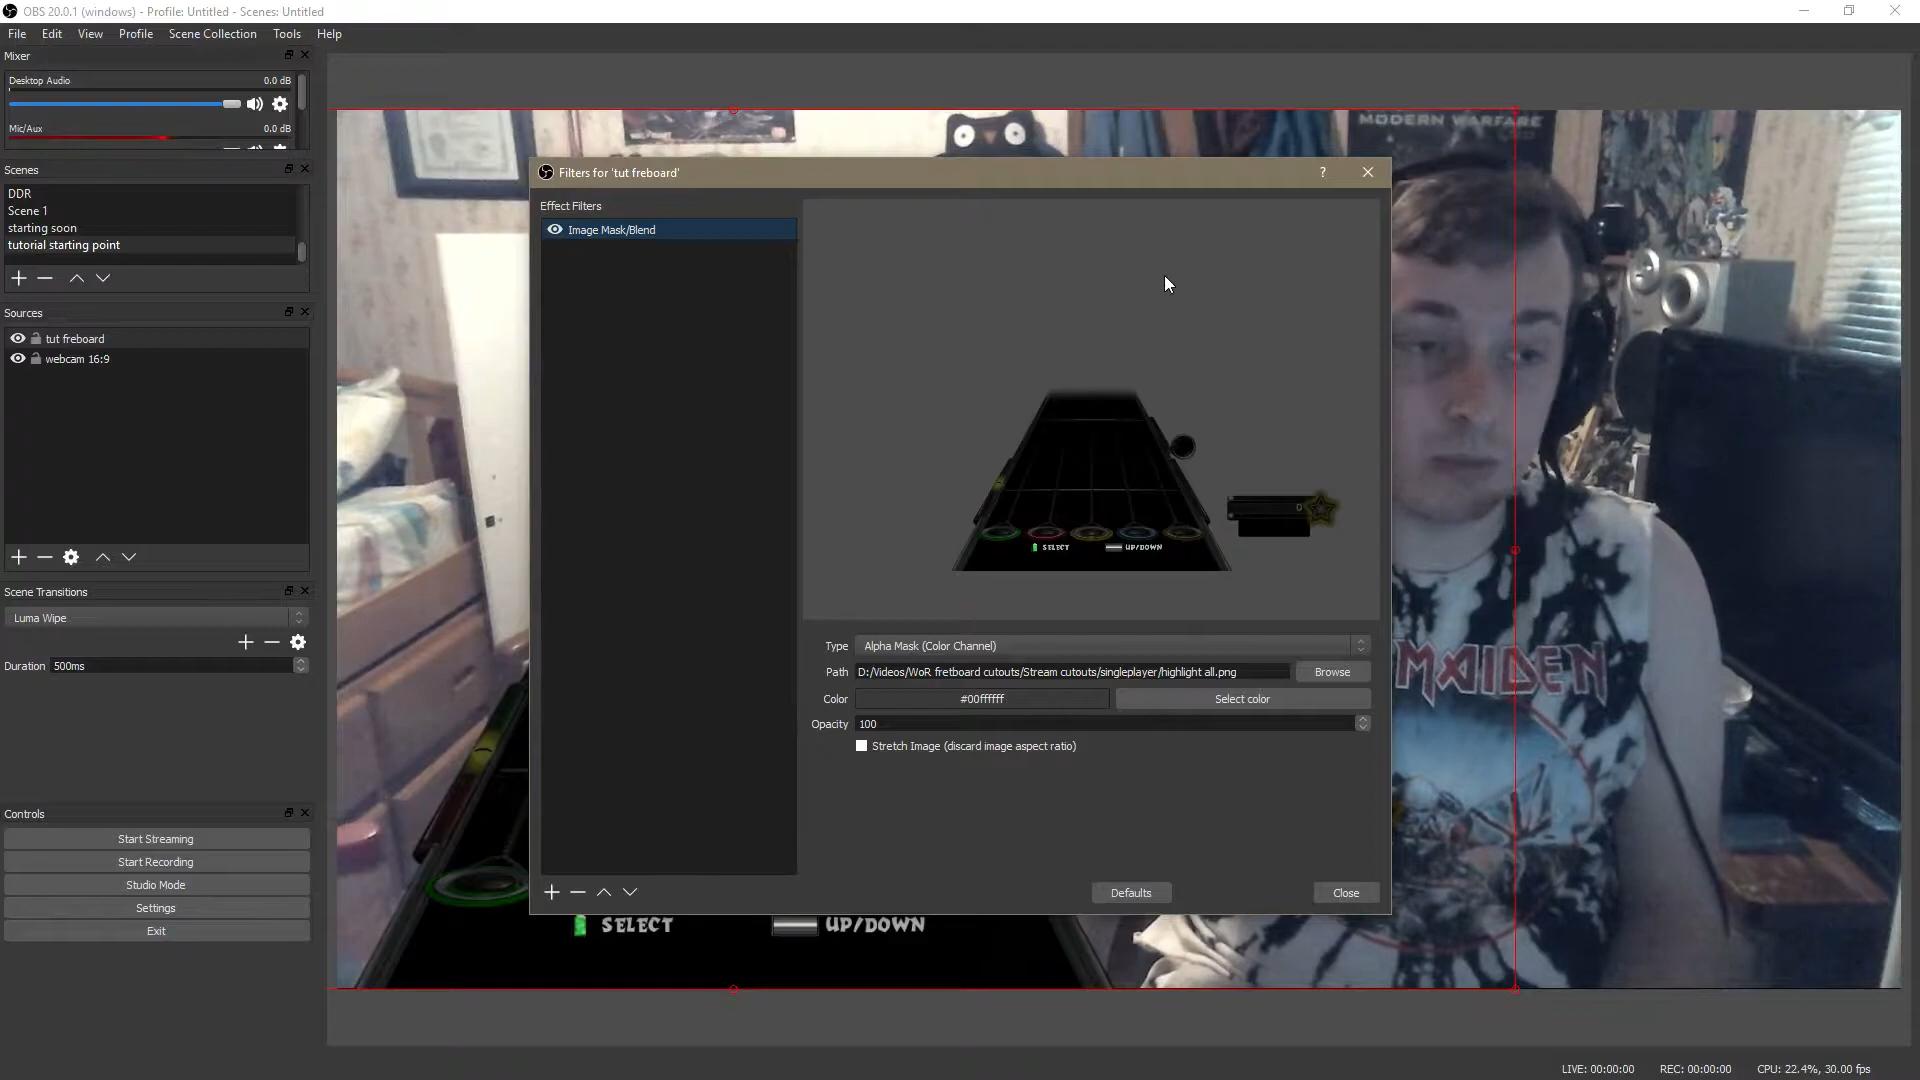 OBS 20.0.1 (windows) - Profile: Untitled - Scenes: Untitled
File Edit View Profile Scene Collection Tools Help
Mixer
Desktop Audio 0.0 dB
Mic/Aux 0.0 dB
Scenes
DDR
Scene 1
starting soon
tutorial starting point
Sources
tut freboard
webcam 16:9
Scene Transitions
Luma Wipe
Duration 500ms
Controls
Start Streaming
Start Recording
Studio Mode
Settings
Exit
MODERN WARFARE
Filters for 'tut freboard' ?
Effect Filters
Image Mask/Blend
0
SELECT UP/DOWN
Type Alpha Mask (Color Channel)
Path D:/Videos/WoR fretboard cutouts/Stream cutouts/singleplayer/highlight all.png Browse
Color #00ffffff Select color
Opacity 100
Stretch Image (discard image aspect ratio)
Defaults Close
MAIDEN
SELECT UP/DOWN
LIVE: 00:00:00 REC: 00:00:00 CPU: 22.4%, 30.00 fps